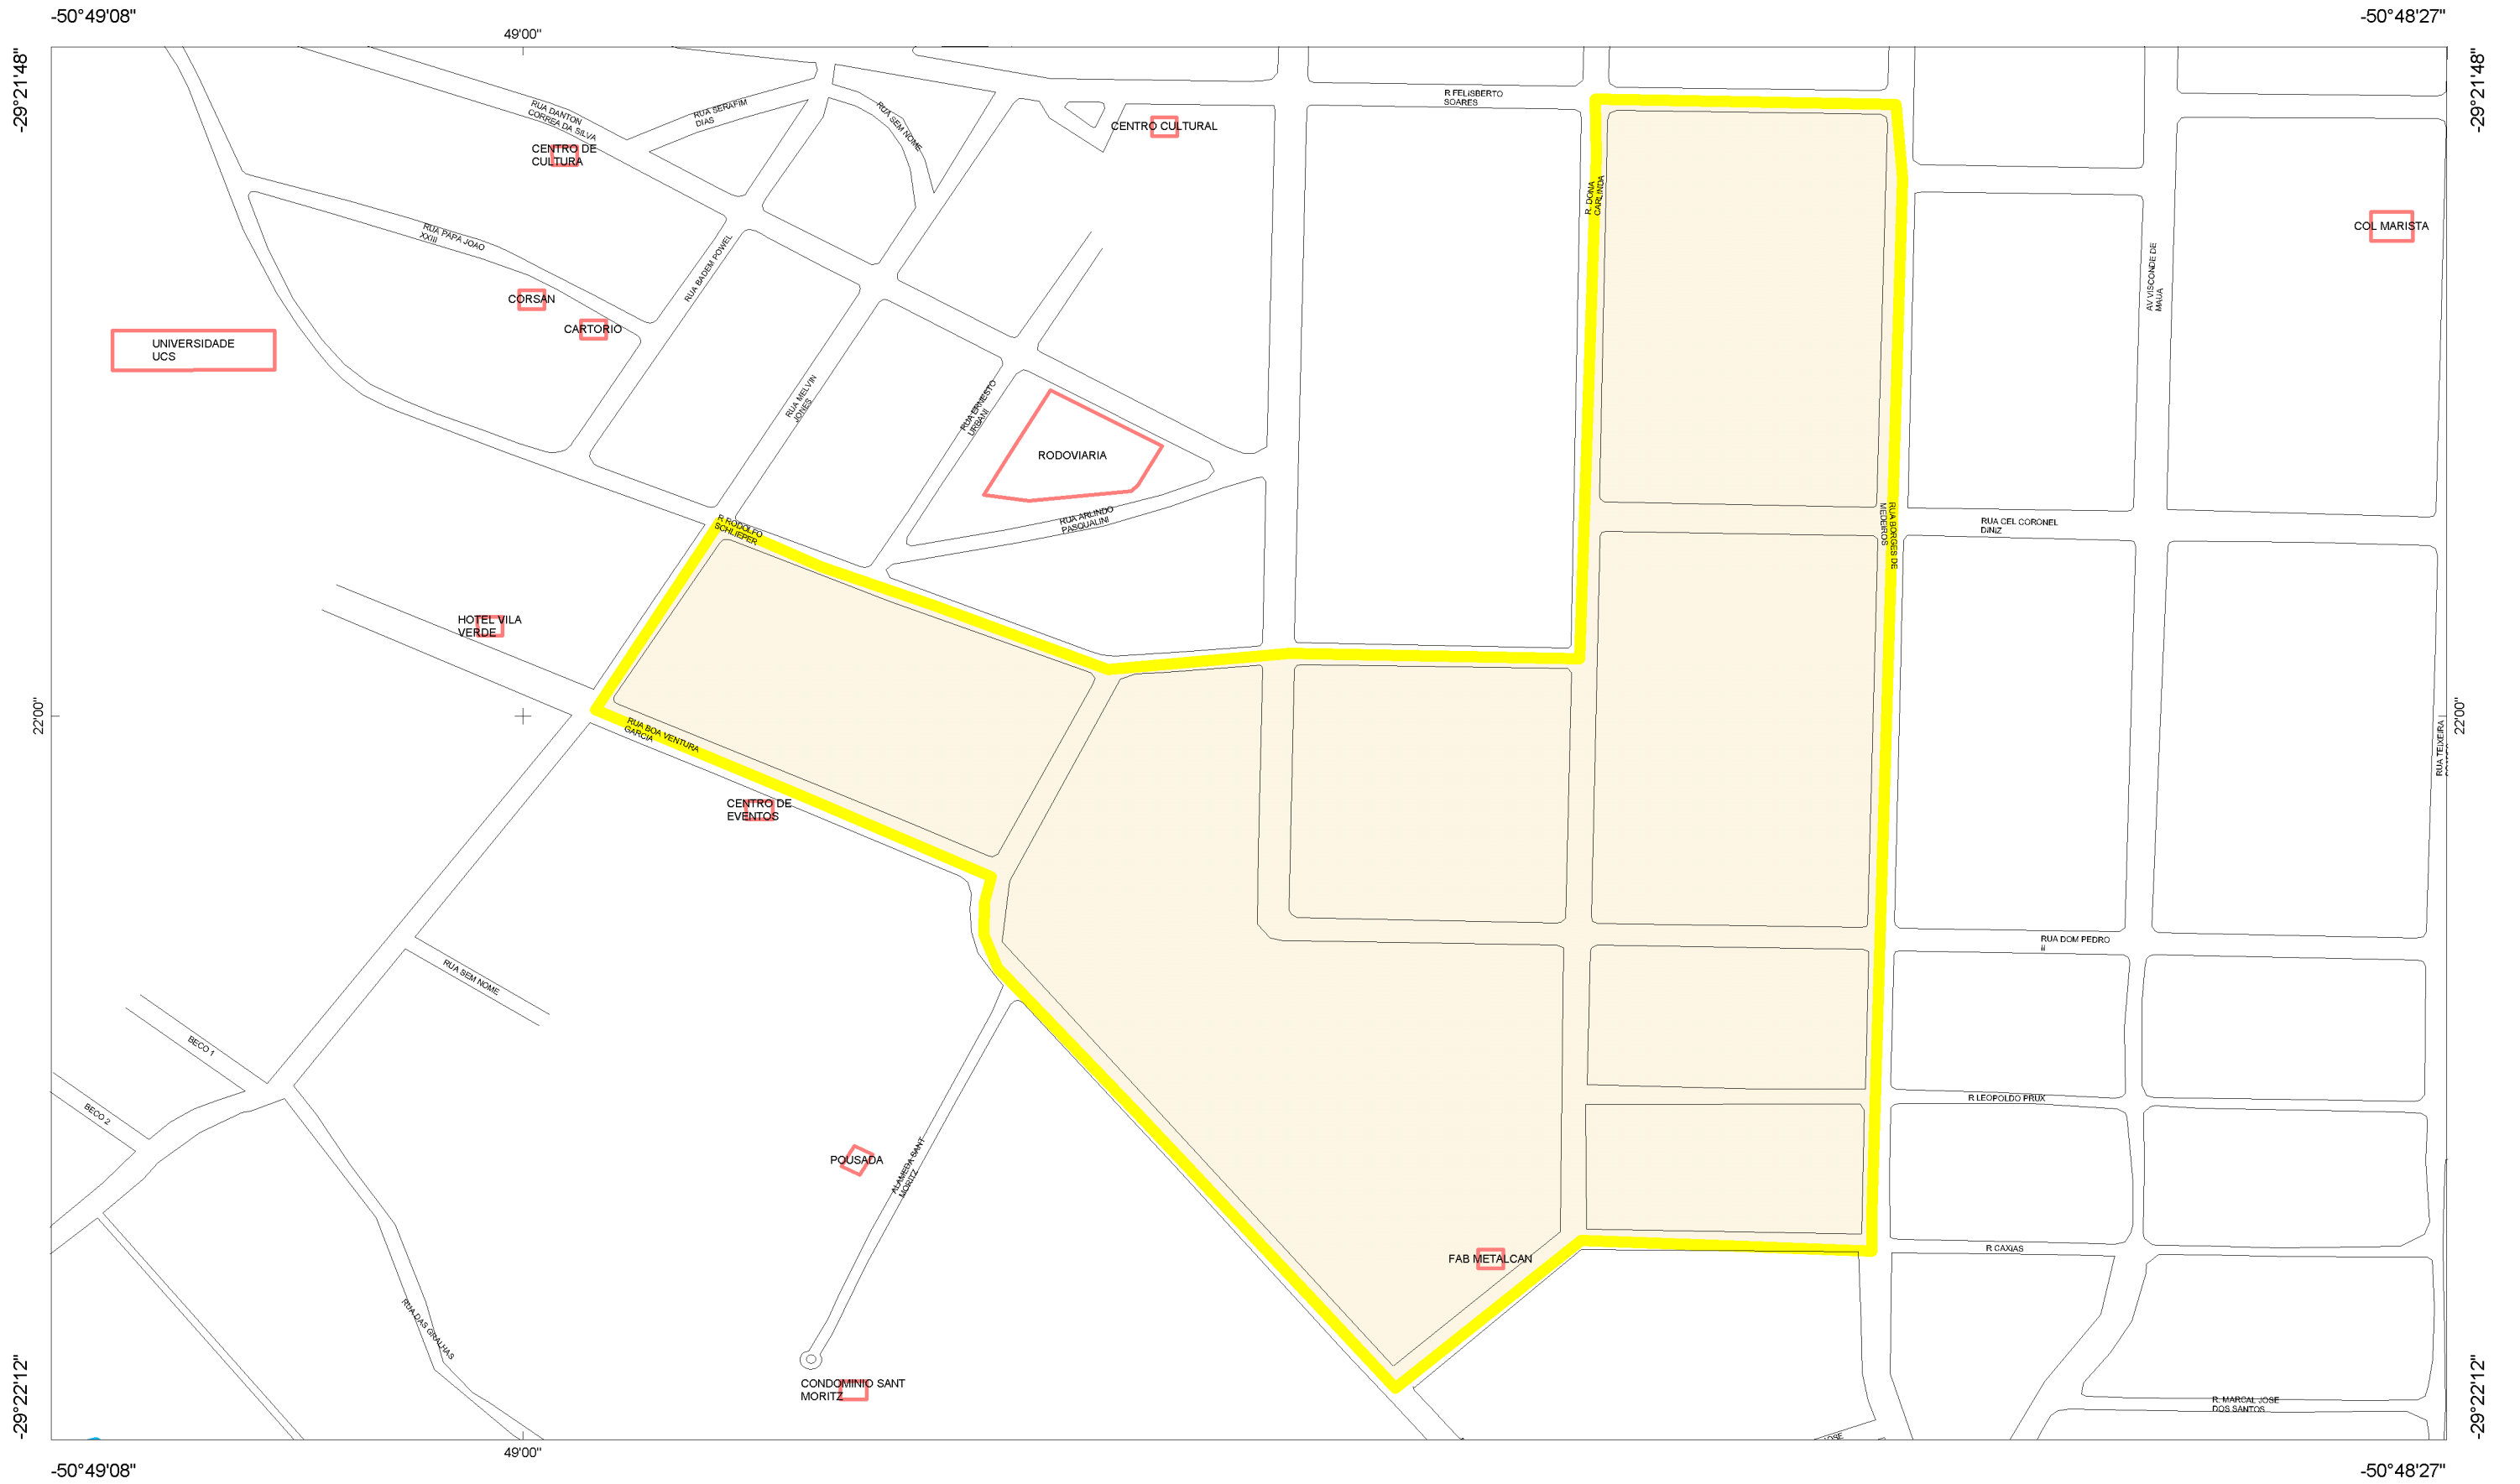 -50°49'08"
-50°48'27"
49'00"
-29°21'48"
-29°21'48"
R FELiSBERTO
SOARES
RUA DANTON
CORREA DA SILVA
RUA SERAFIM
DIAS
RUA SEM NOME
CENTRO CULTURAL
CENTRO DE
CULTURA
R. DONA
CARLINDA
COL MARISTA
RUA PAPA JOAO
XXIII
RUA BADEM POWEL
AV VISCONDE DE
MAUA
CORSAN
CARTORIO
UNIVERSIDADE
UCS
RUA MELVIN
JONES
RUA ERNESTO
URBANI
RODOVIARIA
R RODOLFO
SCHLIEPER
RUA ARLINDO
PASQUALINI
RUA BORGES DE
MEDEIROS
RUA CEL CORONEL
DiNiZ
HOTEL VILA
VERDE
22'00"
22'00"
RUA BOA VENTURA
GARCIA
RUA TEIXEIRA
CENTRO DE
EVENTOS
RUA DOM PEDRO
ii
RUA SEM NOME
BECO 1
BECO 2
R LEOPOLDO PRUX
POUSADA
ALAMEDA SANT
MORITZ
FAB METALCAN
R CAXiAS
RUA DAS GRALHAS
CONDOMINIO SANT
MORITZ
R. MARCAL JOSE
DOS SANTOS
JOSE
-29°22'12"
-29°22'12"
49'00"
-50°49'08"
-50°48'27"